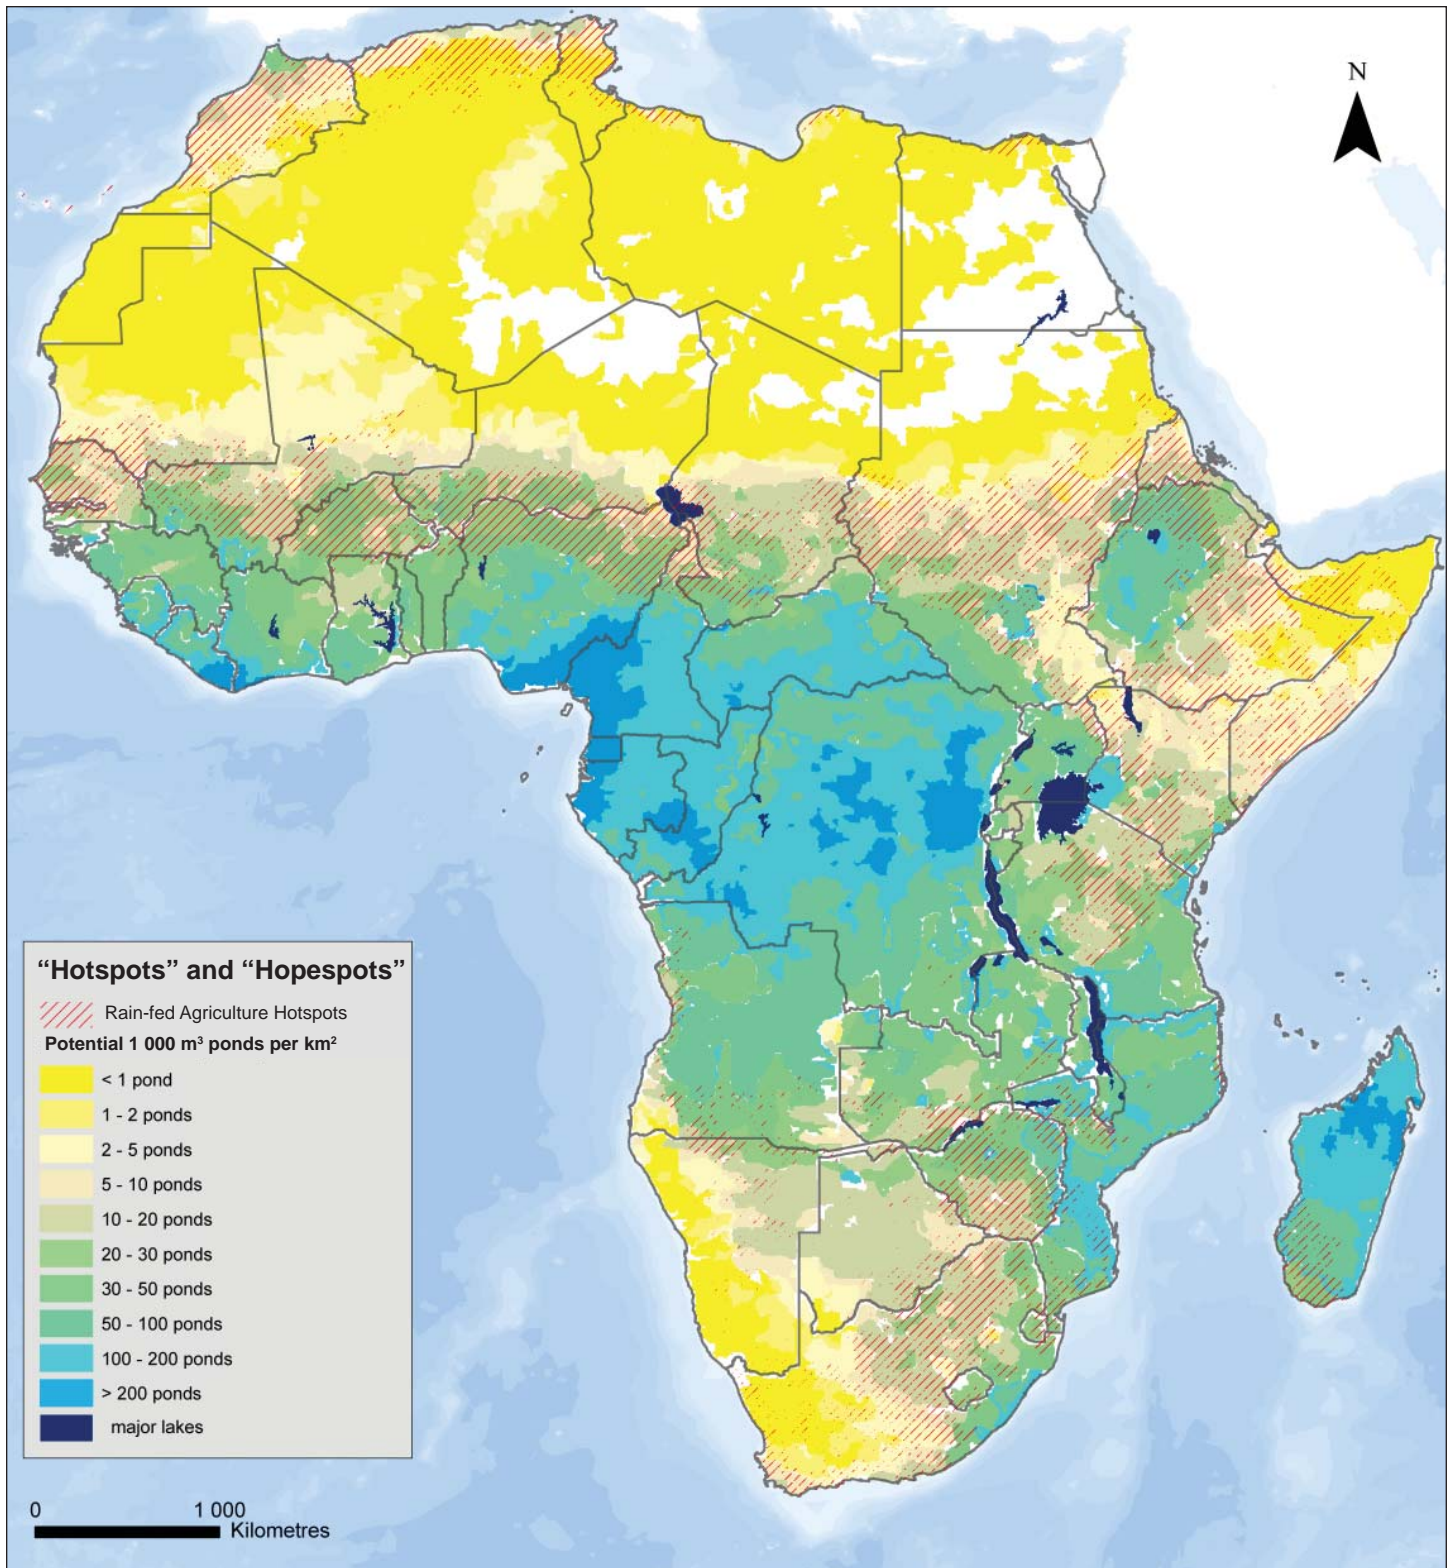 N
“Hotspots” and “Hopespots”
Rain-fed Agriculture Hotspots
Potential 1 000 m³ ponds per km²
< 1 pond
1 - 2 ponds
2 - 5 ponds
5 - 10 ponds
10 - 20 ponds
20 - 30 ponds
30 - 50 ponds
50 - 100 ponds
100 - 200 ponds
> 200 ponds
major lakes
0 1 000
Kilometres